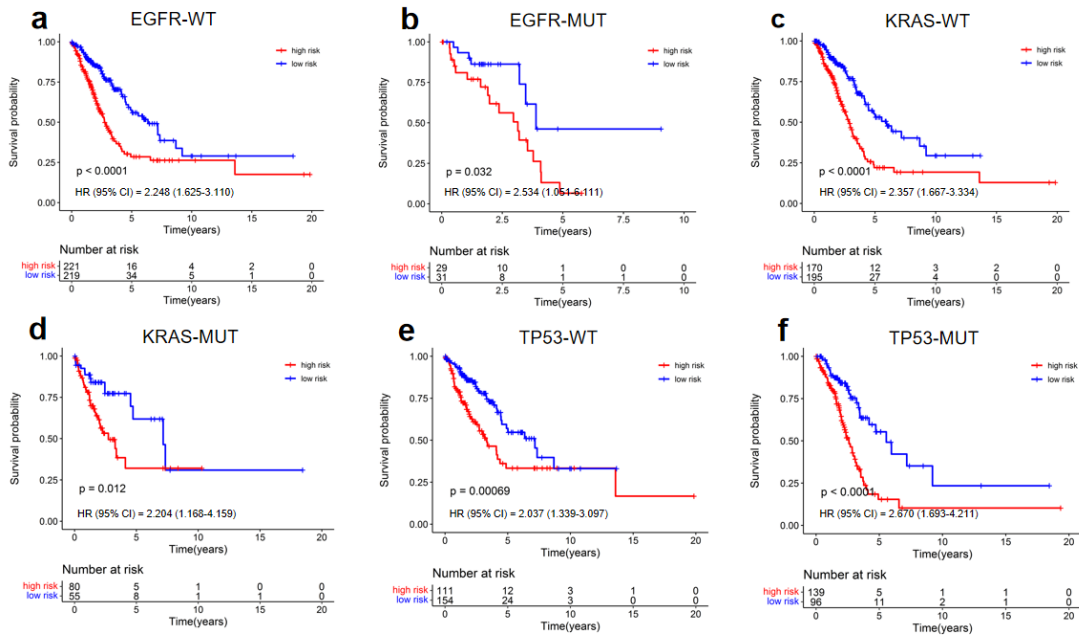 a EGFR-WT
1.00
high risk
low risk
0.75
0.50
0.25
0.00
Survival probability
p < 0.0001
HR (95% CI) = 2.248 (1.625-3.110)
0 5 10 15 20
Time(years)
Number at risk
high risk 221 16 4 2 0
low risk 219 34 5 1 0
0 5 10 15 20
Time(years)
b EGFR-MUT
1.00
high risk
low risk
0.75
0.50
0.25
0.00
Survival probability
p = 0.032
HR (95% CI) = 2.534 (1.051-6.111)
0.0 2.5 5.0 7.5 10.0
Time(years)
Number at risk
high risk 29 10 1 0 0
low risk 31 8 1 1 0
0.0 2.5 5.0 7.5 10.0
Time(years)
c KRAS-WT
1.00
high risk
low risk
0.75
0.50
0.25
0.00
Survival probability
p < 0.0001
HR (95% CI) = 2.357 (1.667-3.334)
0 5 10 15 20
Time(years)
Number at risk
high risk 170 12 3 2 0
low risk 195 27 4 0 0
0 5 10 15 20
Time(years)
d KRAS-MUT
1.00
high risk
low risk
0.75
0.50
0.25
0.00
Survival probability
p = 0.012
HR (95% CI) = 2.204 (1.168-4.159)
0 5 10 15 20
Time(years)
Number at risk
high risk 80 5 1 0 0
low risk 55 8 1 1 0
0 5 10 15 20
Time(years)
e TP53-WT
1.00
high risk
low risk
0.75
0.50
0.25
0.00
Survival probability
p = 0.00069
HR (95% CI) = 2.037 (1.339-3.097)
0 5 10 15 20
Time(years)
Number at risk
high risk 111 12 3 1 0
low risk 154 24 3 0 0
0 5 10 15 20
Time(years)
f TP53-MUT
1.00
high risk
low risk
0.75
0.50
0.25
0.00
Survival probability
p < 0.0001
HR (95% CI) = 2.670 (1.693-4.211)
0 5 10 15 20
Time(years)
Number at risk
high risk 139 5 1 1 0
low risk 96 11 2 1 0
0 5 10 15 20
Time(years)